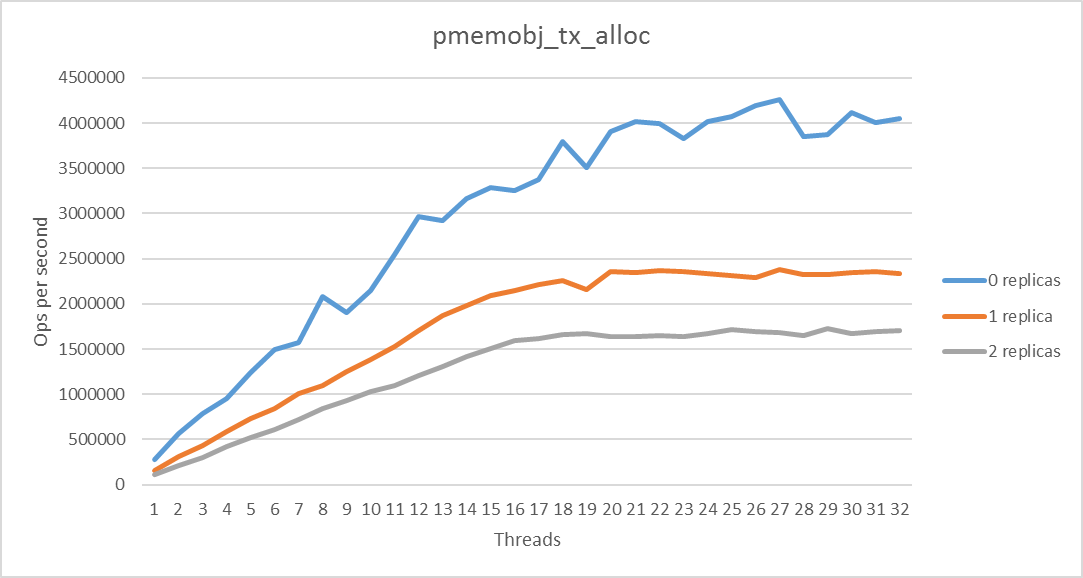 pmemobj_tx_alloc
Ops per second
4500000
4000000
3500000
3000000
2500000
2000000
1500000
1000000
500000
0
1 2 3 4 5 6 7 8 9 10 11 12 13 14 15 16 17 18 19 20 21 22 23 24 25 26 27 28 29 30 31 32
Threads
0 replicas
1 replica
2 replicas